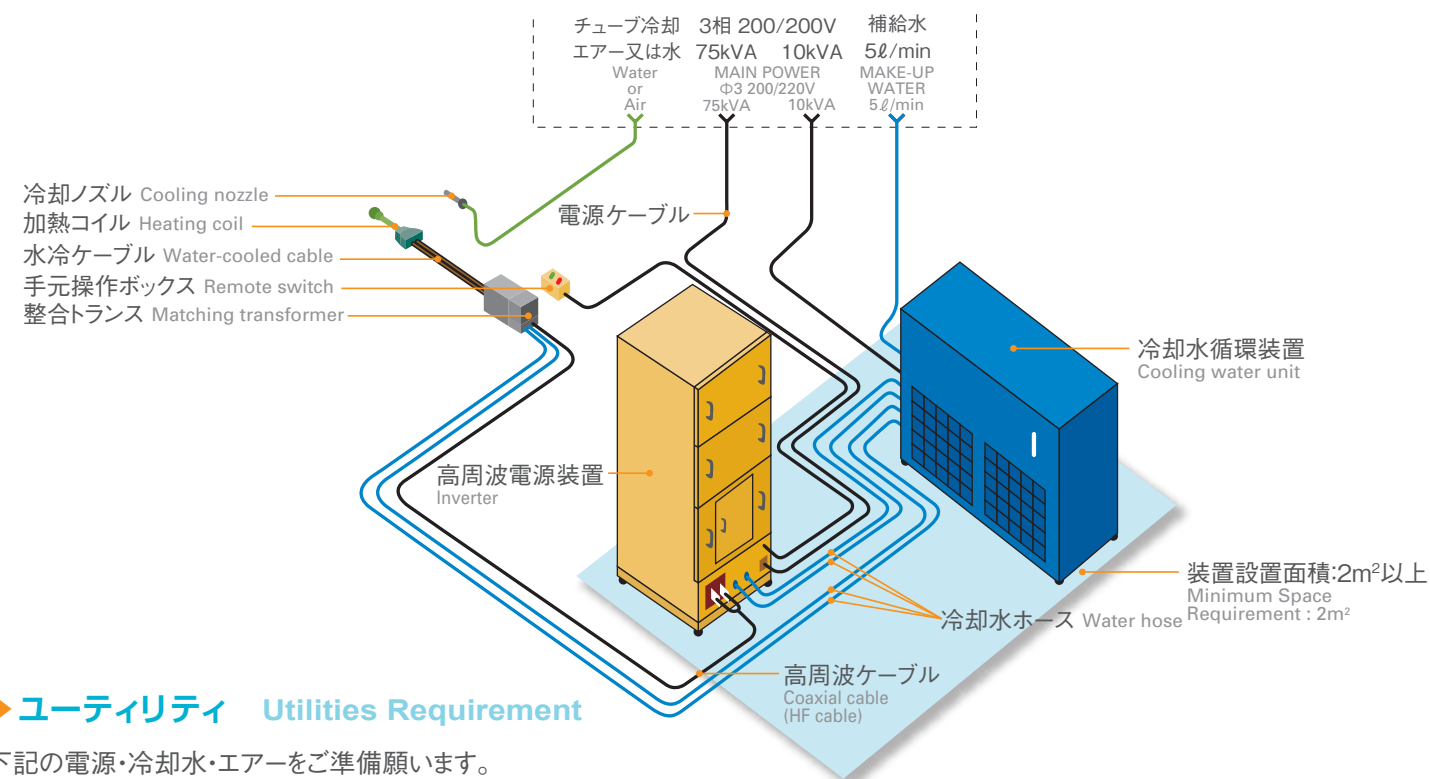 チューブ冷却 3相 200/200V 補給水
エアー又は水 75kVA 10kVA 5ℓ/min
Water MAIN POWER MAKE-UP
or Φ3 200/220V WATER
Air 75kVA 10kVA 5ℓ/min
冷却ノズル Cooling nozzle
加熱コイル Heating coil
水冷ケーブル Water-cooled cable
手元操作ボックス Remote switch
整合トランス Matching transformer
電源ケーブル
冷却水循環装置
Cooling water unit
高周波電源装置
Inverter
装置設置面積:2m²以上
Minimum Space
Requirement : 2m²
冷却水ホース Water hose
高周波ケーブル
Coaxial cable
(HF cable)
ユーティリティ Utilities Requirement
下記の電源・冷却水・エアーをご準備願います。